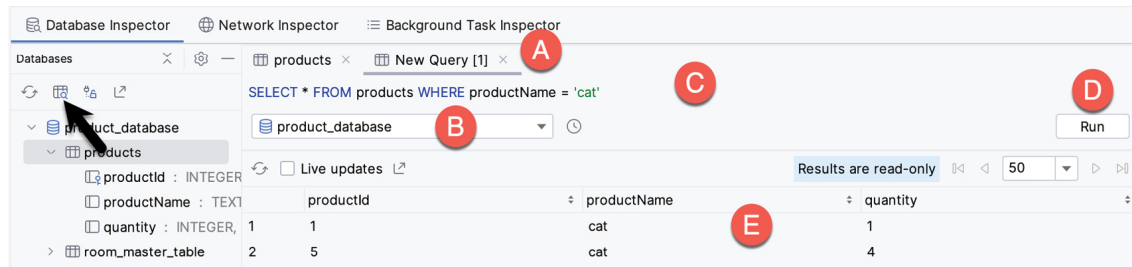 Database Inspector Network Inspector Background Task Inspector
Databases products New Query [1] A
SELECT * FROM products WHERE productName = 'cat' C D
product_database product_database B Run
products
Live updates Results are read-only 50
productId : INTEGER productId productName quantity
productName : TEXT 1 1 cat 1
quantity : INTEGER, E
room_master_table 2 5 cat 4